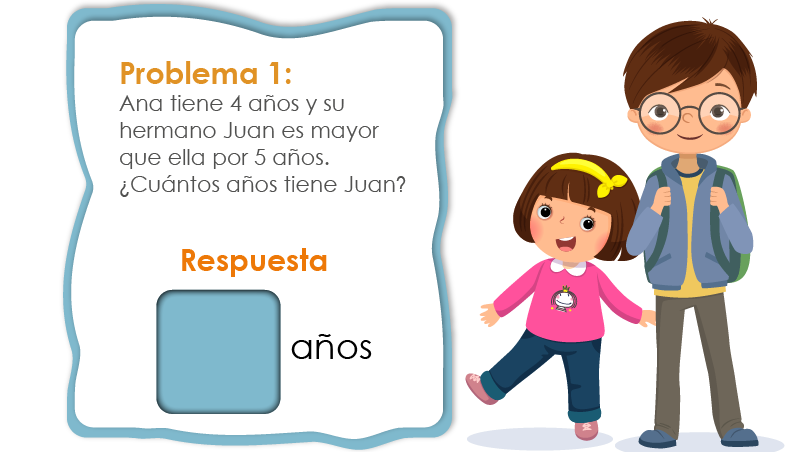 Problema 1:
Ana tiene 4 años y su
hermano Juan es mayor
que ella por 5 años.
¿Cuántos años tiene Juan?
Respuesta
años